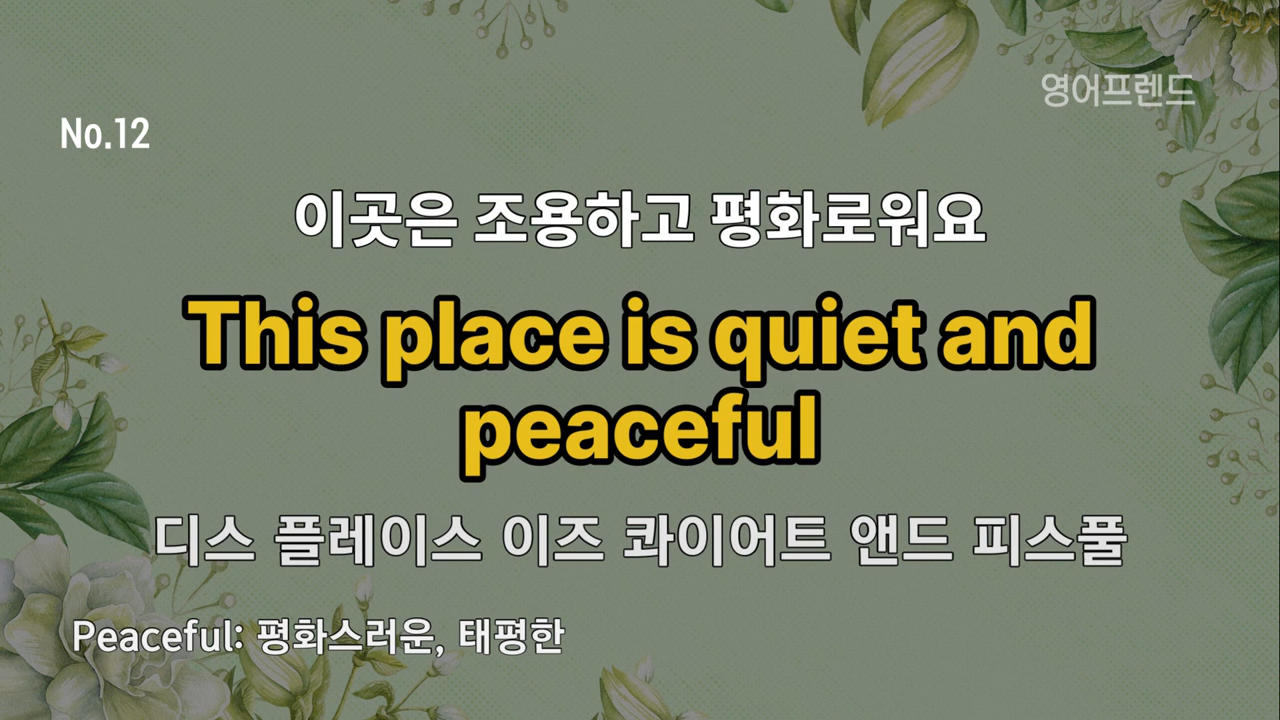 영어프렌드
No.12
이곳은 조용하고 평화로워요
This place is quiet and
peaceful
디스 플레이스 이즈 콰이어트 앤드 피스풀
Peaceful: 평화스러운, 태평한